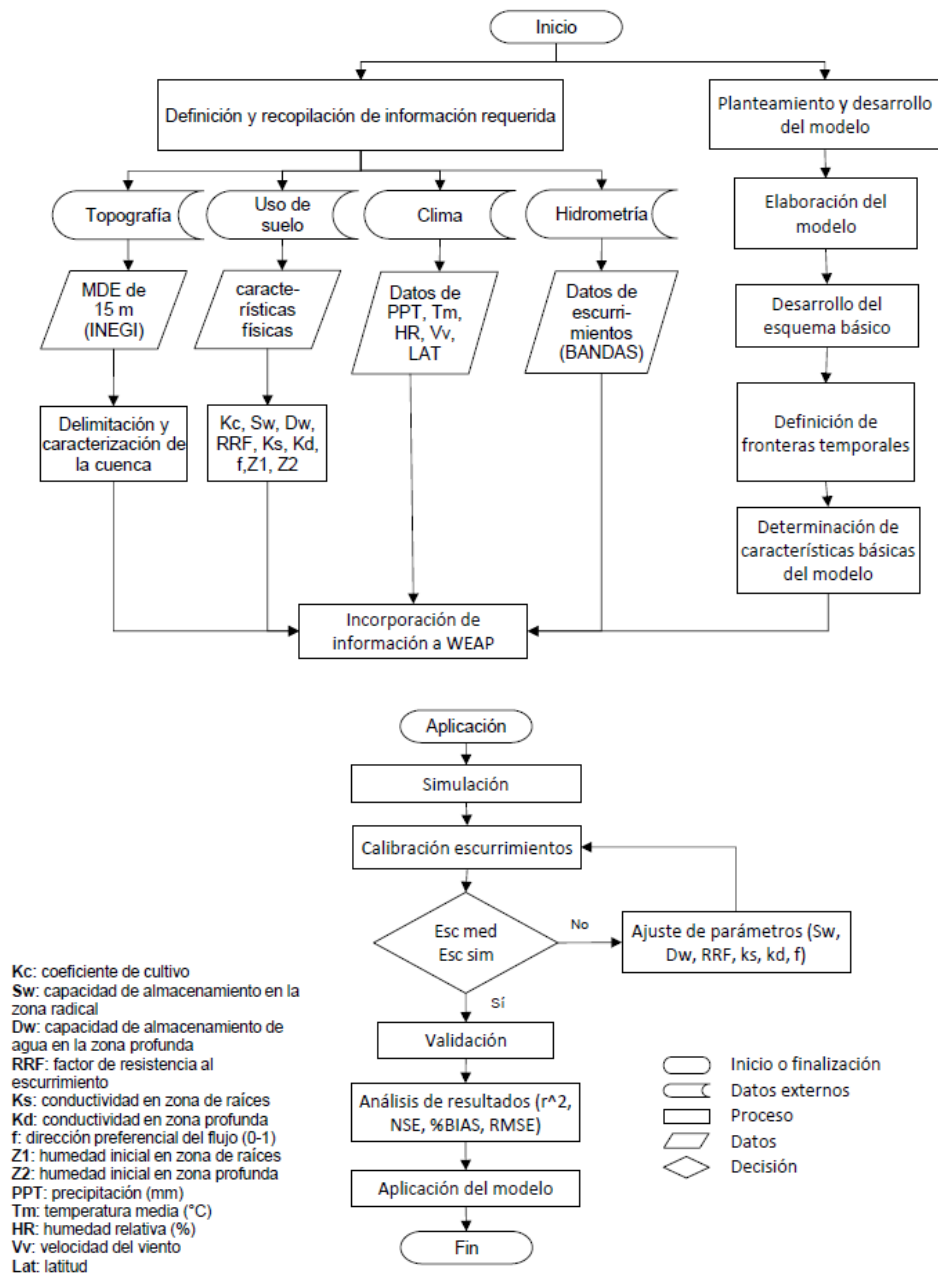 Inicio
Definición y recopilación de información requerida
Planteamiento y desarrollo
del modelo
Topografía
Uso de
suelo
Clima
Hidrometría
Elaboración del
modelo
MDE de
15 m
(INEGI)
caracte-
rísticas
físicas
Datos de
PPT, Tm,
HR, Vv,
LAT
Datos de
escurri-
mientos
(BANDAS)
Desarrollo del
esquema básico
Delimitación y
caracterización de
la cuenca
Kc, Sw, Dw,
RRF, Ks, Kd,
f,Z1, Z2
Definición de
fronteras temporales
Determinación de
características básicas
del modelo
Incorporación de
información a WEAP
Aplicación
Simulación
Calibración escurrimientos
Esc med
Esc sim
No
Ajuste de parámetros (Sw,
Dw, RRF, ks, kd, f)
Sí
Validación
Análisis de resultados (r^2,
NSE, %BIAS, RMSE)
Aplicación del modelo
Fin
Kc: coeficiente de cultivo
Sw: capacidad de almacenamiento en la
zona radical
Dw: capacidad de almacenamiento de
agua en la zona profunda
RRF: factor de resistencia al
escurrimiento
Ks: conductividad en zona de raíces
Kd: conductividad en zona profunda
f: dirección preferencial del flujo (0-1)
Z1: humedad inicial en zona de raíces
Z2: humedad inicial en zona profunda
PPT: precipitación (mm)
Tm: temperatura media (°C)
HR: humedad relativa (%)
Vv: velocidad del viento
Lat: latitud
Inicio o finalización
Datos externos
Proceso
Datos
Decisión